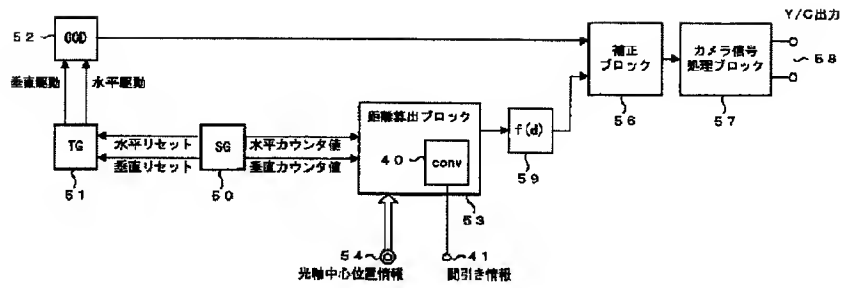 Y/C出力
52
CCD
補正
ブロック
カメラ信号
処理ブロック
58
垂直駆動
水平駆動
56
57
距離算出ブロック
TG
水平リセット
垂直リセット
SG
水平カウンタ値
垂直カウンタ値
40
conv
f(d)
59
51
50
53
54
41
光軸中心位置情報
間引き情報